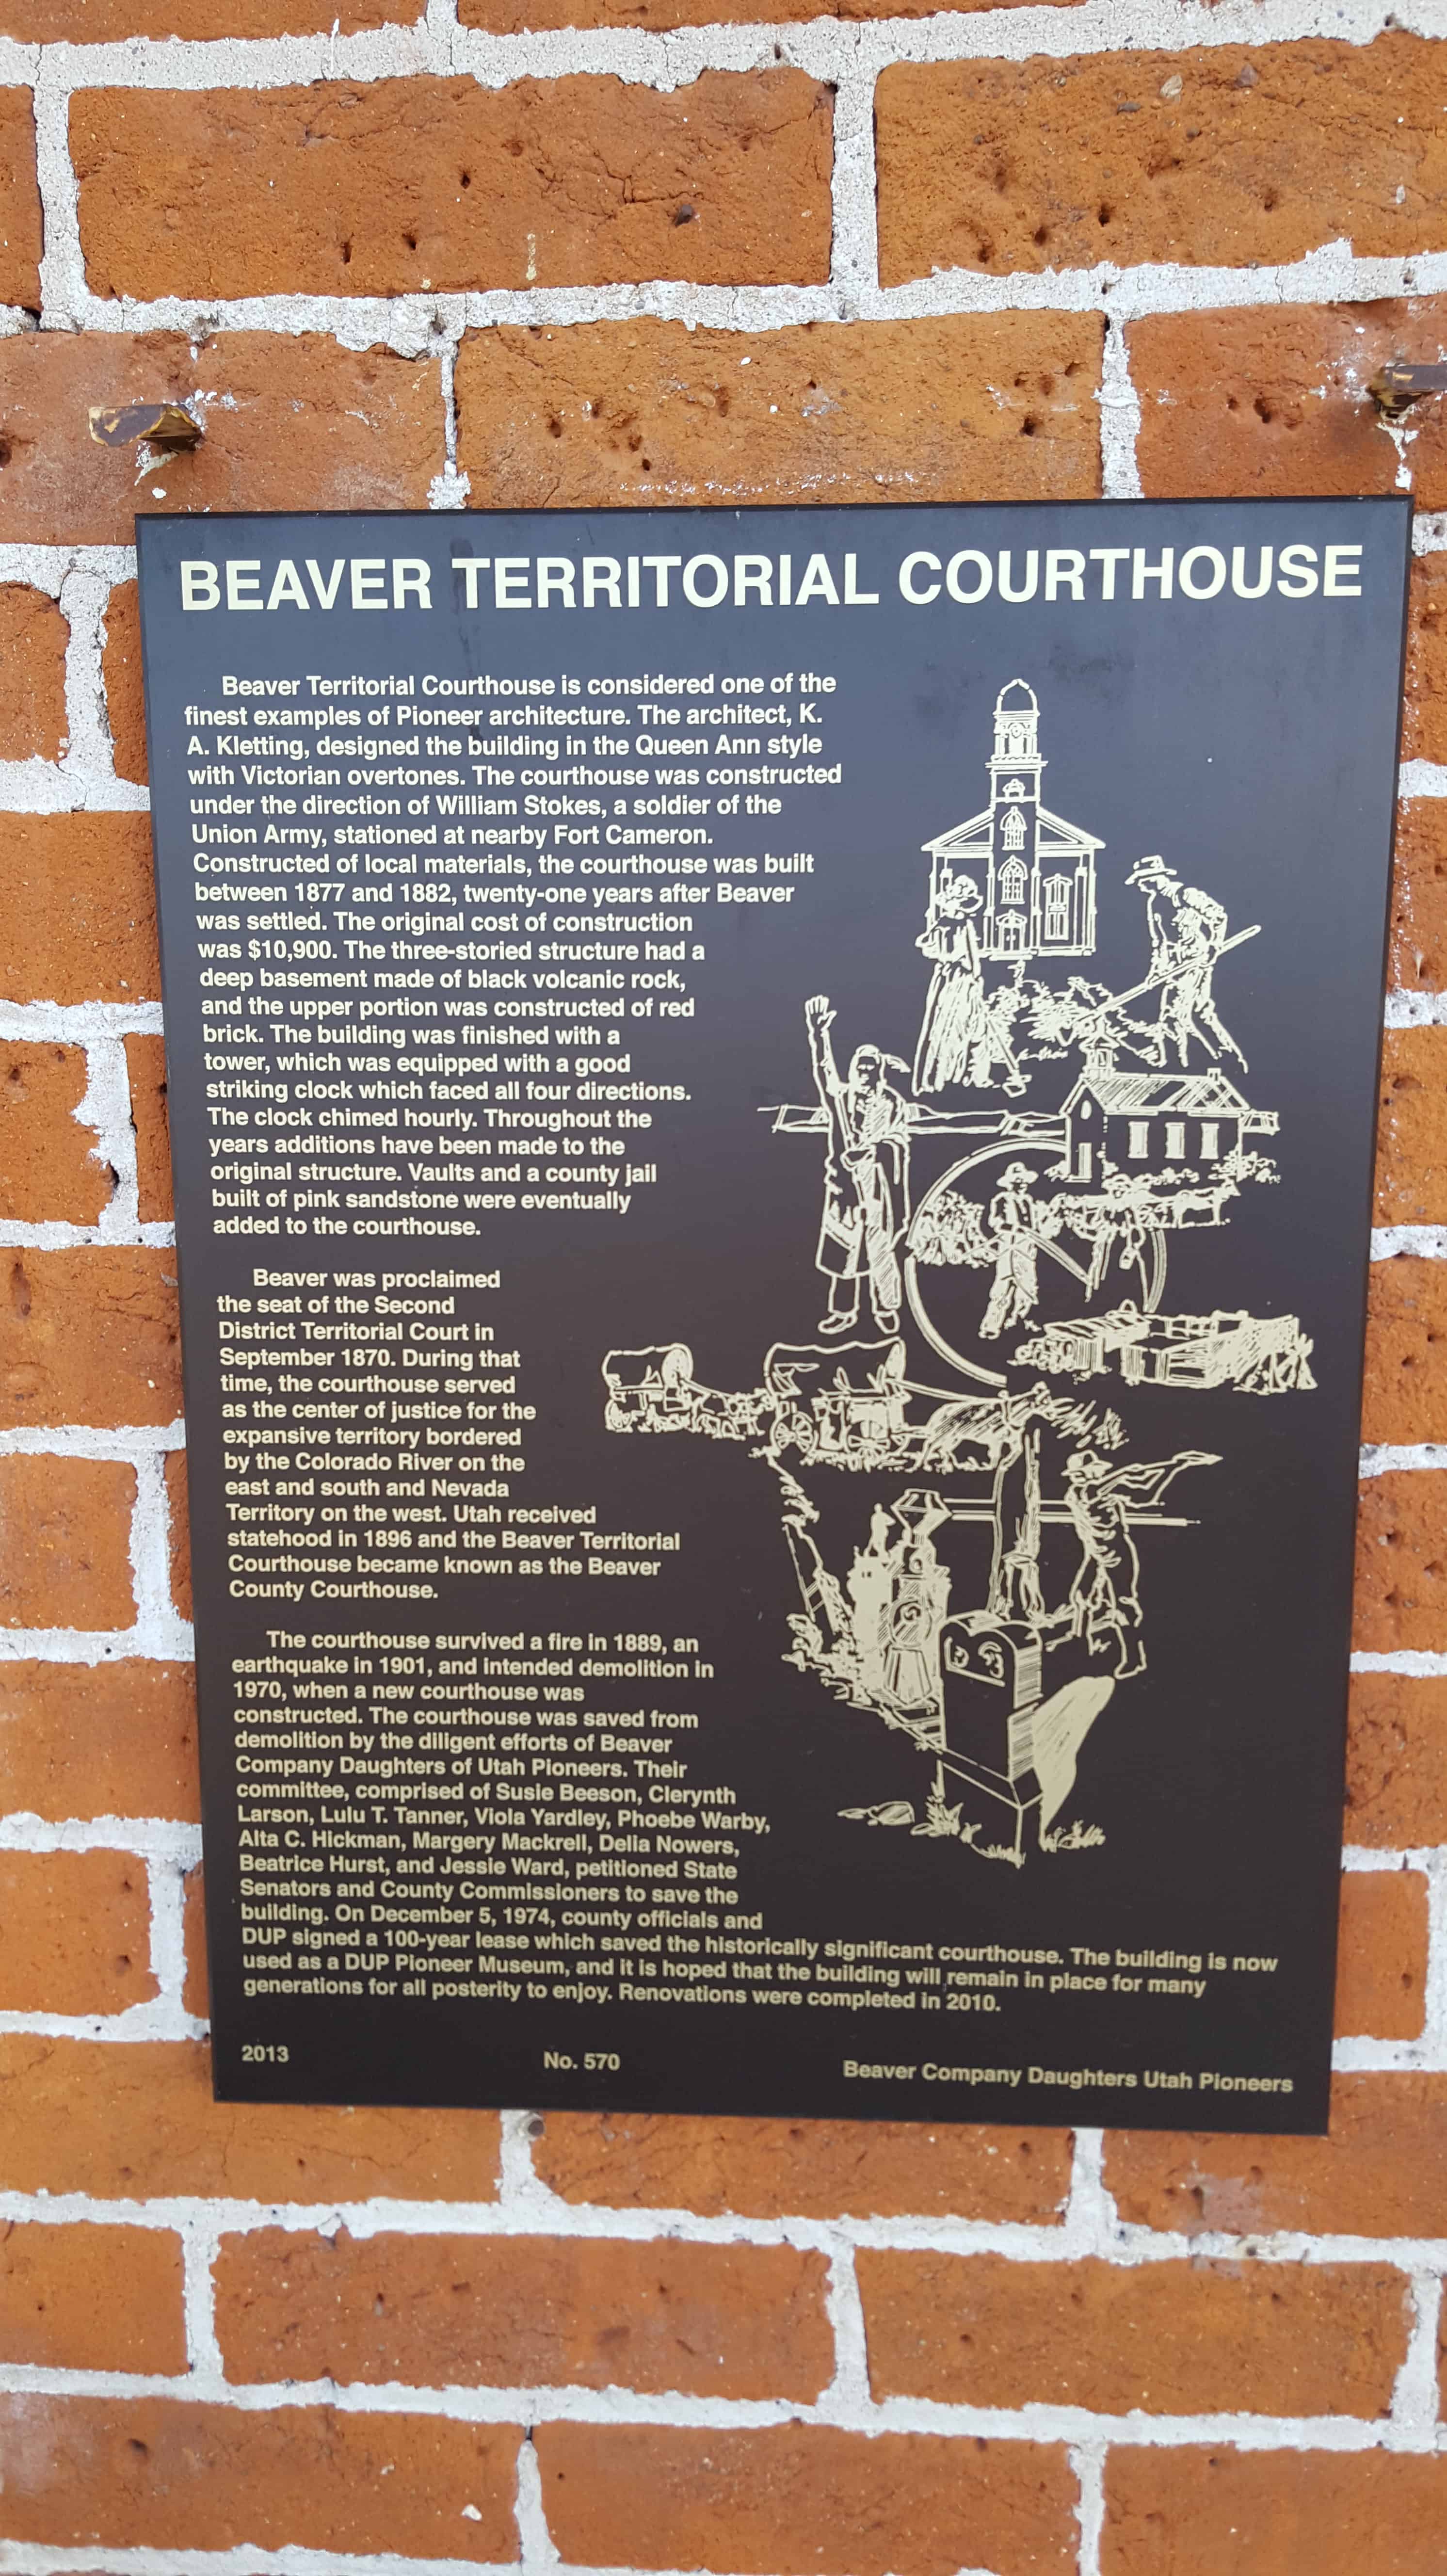 BEAVER TERRITORIAL COURTHOUSE
Beaver Territorial Courthouse is considered one of the
finest examples of Pioneer architecture. The architect, K.
A. Kletting, designed the building in the Queen Ann style
with Victorian overtones. The courthouse was constructed
under the direction of William Stokes, a soldier of the
Union Army, stationed at nearby Fort Cameron.
Constructed of local materials, the courthouse was built
between 1877 and 1882, twenty-one years after Beaver
was settled. The original cost of construction
was $10,900. The three-storied structure had a
deep basement made of black volcanic rock,
and the upper portion was constructed of red
brick. The building was finished with a
tower, which was equipped with a good
striking clock which faced all four directions.
The clock chimed hourly. Throughout the
years additions have been made to the
original structure. Vaults and a county jail
built of pink sandstone were eventually
added to the courthouse.
Beaver was proclaimed
the seat of the Second
District Territorial Court in
September 1870. During that
time, the courthouse served
as the center of justice for the
expansive territory bordered
by the Colorado River on the
east and south and Nevada
Territory on the west. Utah received
statehood in 1896 and the Beaver Territorial
Courthouse became known as the Beaver
County Courthouse.
The courthouse survived a fire in 1889, an
earthquake in 1901, and intended demolition in
1970, when a new courthouse was
constructed. The courthouse was saved from
demolition by the diligent efforts of Beaver
Company Daughters of Utah Pioneers. Their
committee, comprised of Susie Beeson, Clerynth
Larson, Lulu T. Tanner, Viola Yardley, Phoebe Warby,
Alta C. Hickman, Margery Mackrell, Delia Nowers,
Beatrice Hurst, and Jessie Ward, petitioned State
Senators and County Commissioners to save the
building. On December 5, 1974, county officials and
DUP signed a 100-year lease which saved the historically significant courthouse. The building is now
used as a DUP Pioneer Museum, and it is hoped that the building will remain in place for many
generations for all posterity to enjoy. Renovations were completed in 2010.
2013 No. 570 Beaver Company Daughters Utah Pioneers